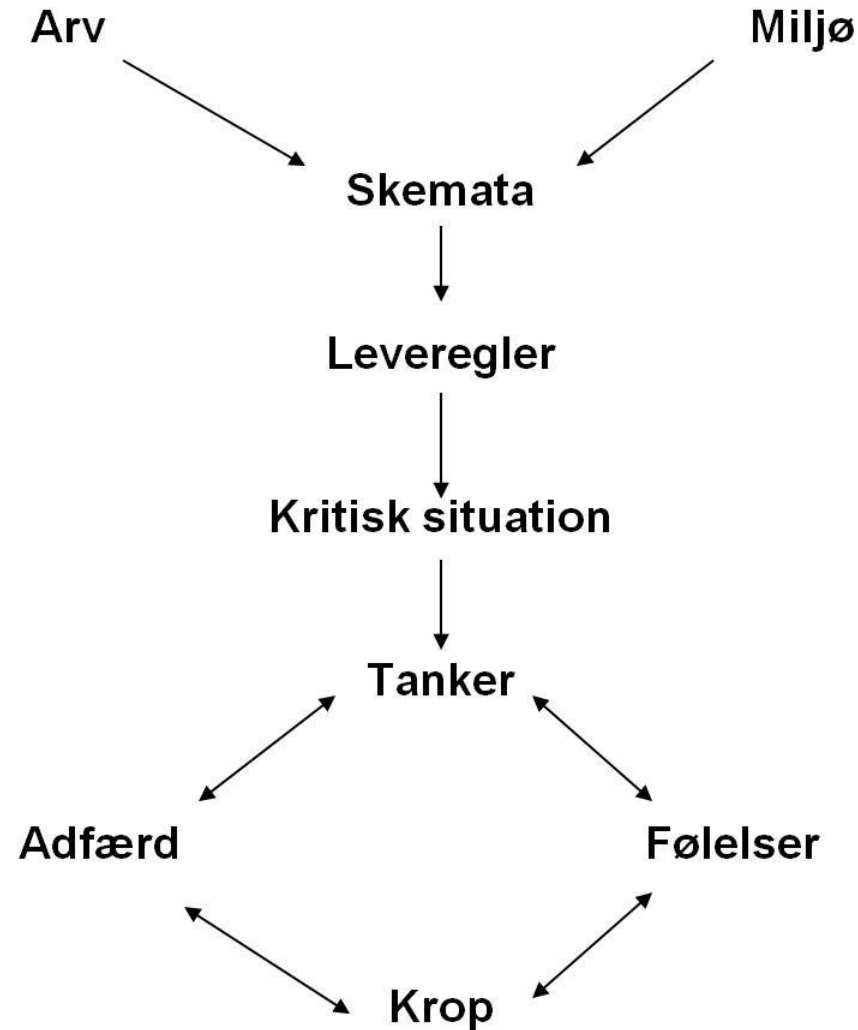 Arv
Miljø
Skemata
Leveregler
Kritisk situation
Tanker
Adfærd
Følelser
Krop